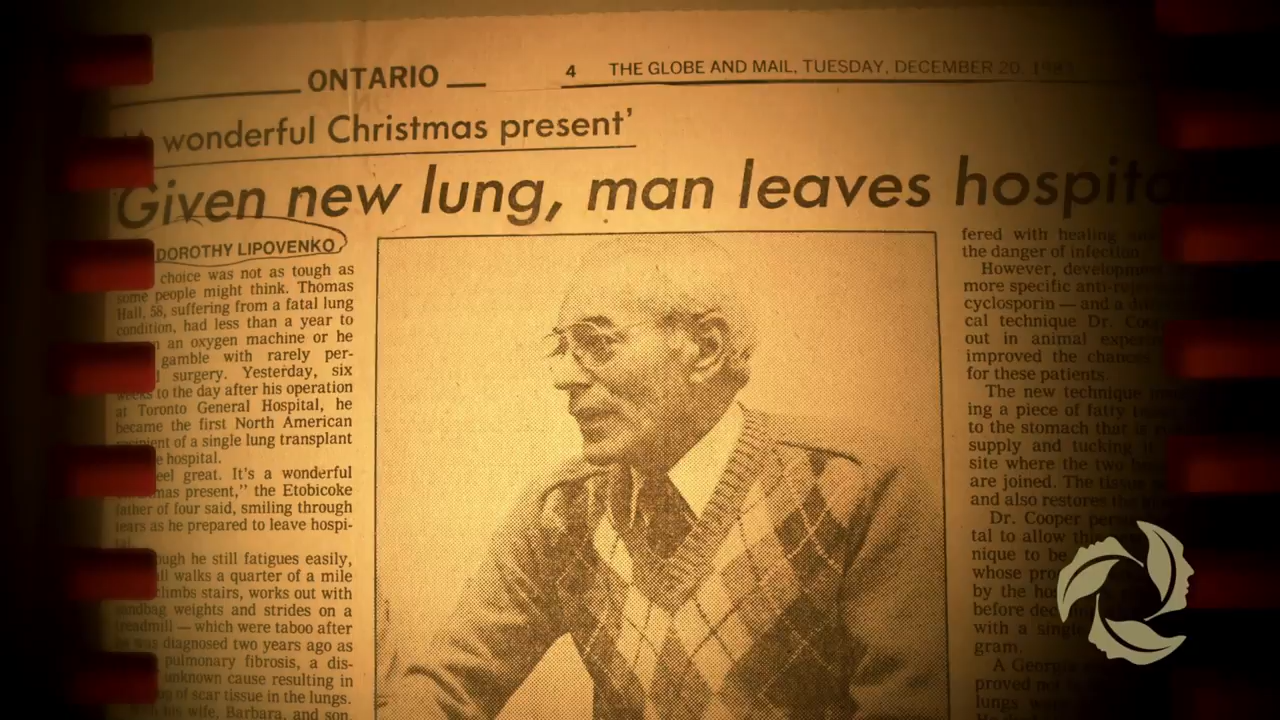 ONTARIO
4 THE GLOBE AND MAIL, TUESDAY, DECEMBER 20, 198
wonderful Christmas present'
Given new lung, man leaves hospita
DOROTHY LIPOVENKO
choice was not as tough as
some people might think. Thomas
Hall, 58, suffering from a fatal lung
condition, had less than a year to
an oxygen machine or he
gamble with rarely per-
surgery. Yesterday, six
weeks to the day after his operation
at Toronto General Hospital, he
became the first North American
recipient of a single lung transplant
hospital.
feel great. It's a wonderful
mas present," the Etobicoke
father of four said, smiling through
tears as he prepared to leave hospi-
tal.
ough he still fatigues easily,
walks a quarter of a mile
climbs stairs, works out with
sandbag weights and strides on a
treadmill — which were taboo after
he was diagnosed two years ago as
pulmonary fibrosis, a dis-
unknown cause resulting in
of scar tissue in the lungs.
his wife, Barbara, and son
fered with healing and
the danger of infection.
However, development
more specific anti-
cyclosporin — and a
cal technique Dr.
out in animal
improved the chances
for these patients.
The new technique
ing a piece of fatty
to the stomach that is
supply and tucking it
site where the two
are joined. The tissue
and also restores the
Dr. Cooper
tal to allow this
nique to be
whose
by the
before
with a single
gram.
A
proved
lungs